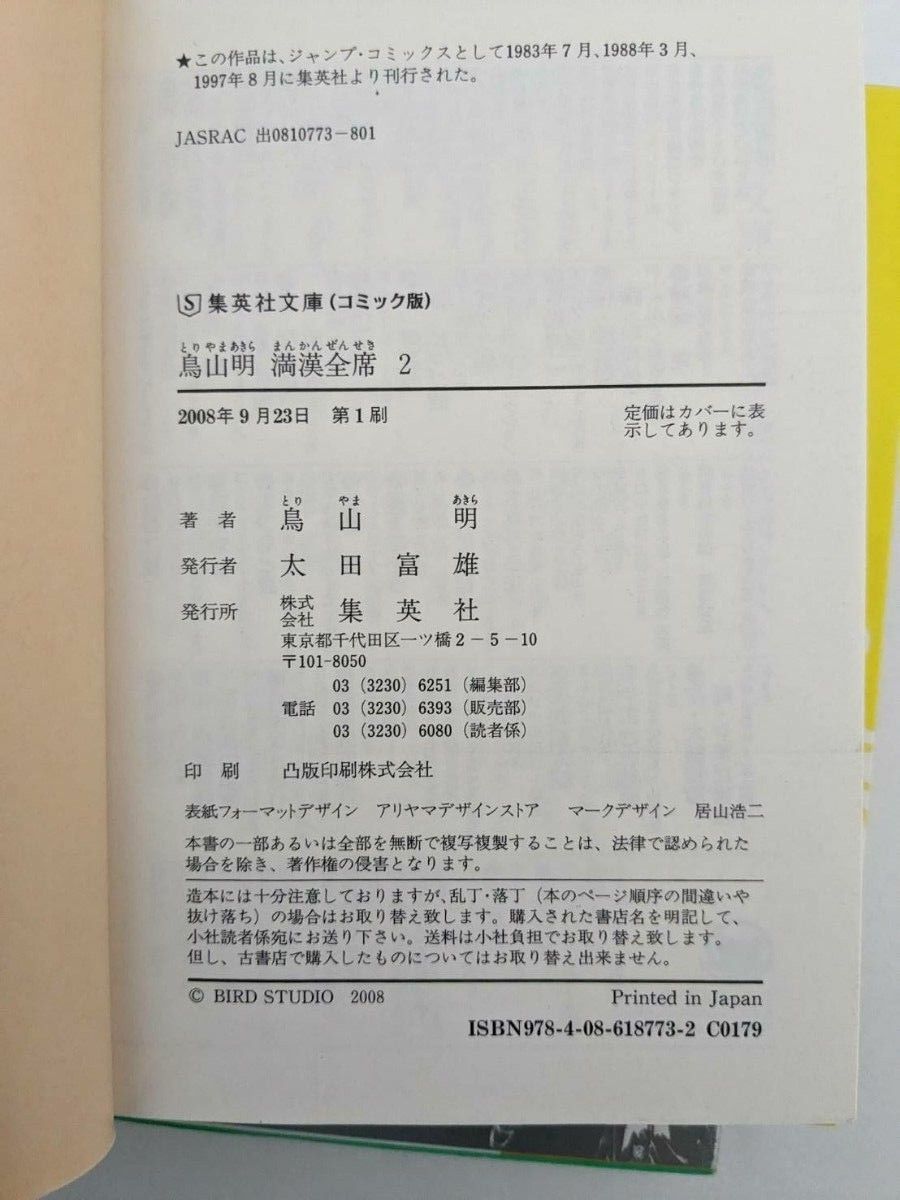 ★この作品は、ジャンプ・コミックスとして1983年7月、1988年3月、
1997年8月に集英社より刊行された。
JASRAC 出0810773－801
S 集英社文庫（コミック版）
とりやまあきら まんかんぜんせき
鳥山明 満漢全席 2
2008年9月23日 第1刷
定価はカバーに表
示してあります。
とり やま あきら
著者 鳥山明
発行者 太田富雄
発行所 株式会社 集英社
東京都千代田区一ツ橋2－5－10
〒101-8050
03（3230）6251（編集部）
電話 03（3230）6393（販売部）
03（3230）6080（読者係）
印刷 凸版印刷株式会社
表紙フォーマットデザイン アリヤマデザインストア マークデザイン 居山浩二
本書の一部あるいは全部を無断で複写複製することは、法律で認められた
場合を除き、著作権の侵害となります。
造本には十分注意しておりますが、乱丁・落丁（本のページ順序の間違いや
抜け落ち）の場合はお取り替え致します。購入された書店名を明記して、
小社読者係宛にお送り下さい。送料は小社負担でお取り替え致します。
但し、古書店で購入したものについてはお取り替え出来ません。
© BIRD STUDIO 2008
Printed in Japan
ISBN978-4-08-618773-2 C0179